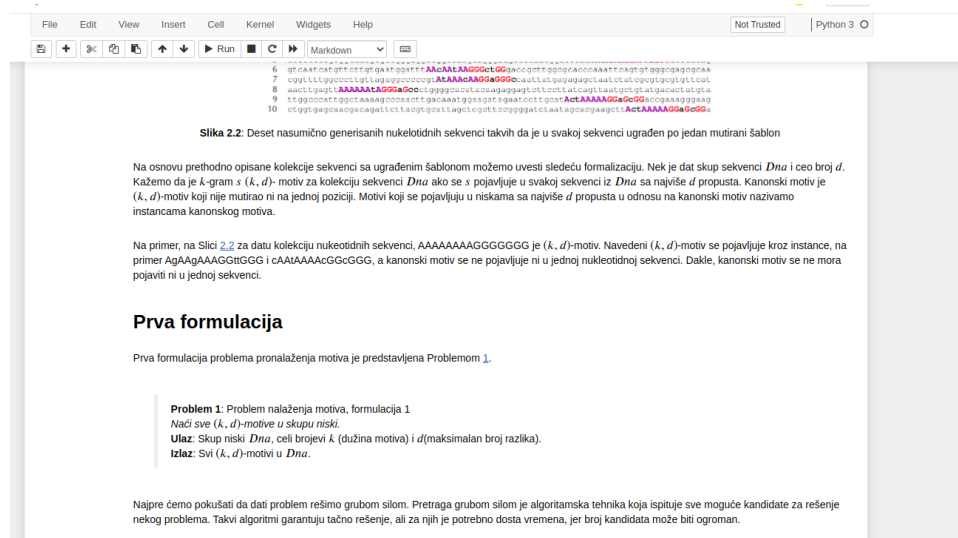 File Edit View Insert Cell Kernel Widgets Help Not Trusted Python 3
Run Markdown
6 gtcaatcatgttcttgtgaatggatttAAcAAtAAGGGctGGgaccgcttggcgcacccaaattcagtgtgggcgagcgcaa
7 cggttttggcccttgttagaggcccccgtAtAAAcAAGGaGGGccaattatgagagagctaatctatcgcgtgcgtgttcat
8 aacttgagttAAAAAAtAGGGaGccctggggcacatacaagaggagtcttccttatcagttaatgctgtatgacactatgta
9 ttggcccattggctaaaagcccaacttgacaaatggaagatagaatccttgcatActAAAAAGGaGcGGaccgaaagggaag
10 ctggtgagcaacgacagattcttacgtgcattagctcgcttccggggatctaatagcacgaagcttActAAAAAGGaGcGGa
Slika 2.2: Deset nasumično generisanih nukelotidnih sekvenci takvih da je u svakoj sekvenci ugrađen po jedan mutirani šablon
Na osnovu prethodno opisane kolekcije sekvenci sa ugrađenim šablonom možemo uvesti sledeću formalizaciju. Nek je dat skup sekvenci Dna i ceo broj d.
Kažemo da je k-gram s (k, d)- motiv za kolekciju sekvenci Dna ako se s pojavljuje u svakoj sekvenci iz Dna sa najviše d propusta. Kanonski motiv je
(k, d)-motiv koji nije mutirao ni na jednoj poziciji. Motivi koji se pojavljuju u niskama sa najviše d propusta u odnosu na kanonski motiv nazivamo
instancama kanonskog motiva.
Na primer, na Slici 2.2 za datu kolekciju nukeotidnih sekvenci, AAAAAAAAGGGGGGG je (k, d)-motiv. Navedeni (k, d)-motiv se pojavljuje kroz instance, na
primer AgAAgAAAGGttGGG i cAAtAAAAcGGcGGG, a kanonski motiv se ne pojavljuje ni u jednoj nukleotidnoj sekvenci. Dakle, kanonski motiv se ne mora
pojaviti ni u jednoj sekvenci.
Prva formulacija
Prva formulacija problema pronalaženja motiva je predstavljena Problemom 1.
Problem 1: Problem nalaženja motiva, formulacija 1
Naći sve (k, d)-motive u skupu niski.
Ulaz: Skup niski Dna, celi brojevi k (dužina motiva) i d(maksimalan broj razlika).
Izlaz: Svi (k, d)-motivi u Dna.
Najpre ćemo pokušati da dati problem rešimo grubom silom. Pretraga grubom silom je algoritamska tehnika koja ispituje sve moguće kandidate za rešenje
nekog problema. Takvi algoritmi garantuju tačno rešenje, ali za njih je potrebno dosta vremena, jer broj kandidata može biti ogroman.